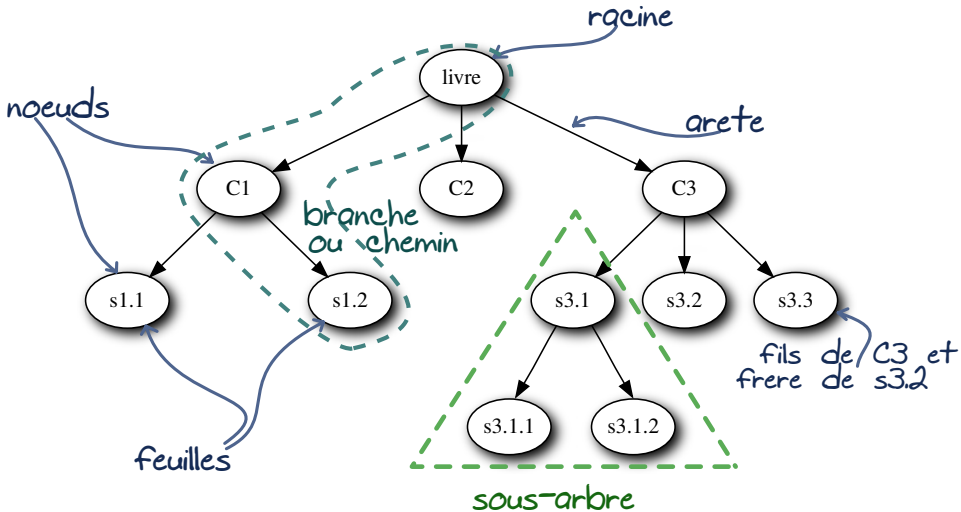 racine
livre
noeuds
arete
C1
C2
C3
branche
ou chemin
s1.1
s1.2
s3.1
s3.2
s3.3
fils de C3 et
frere de s3.2
s3.1.1
s3.1.2
feuilles
sous-arbre